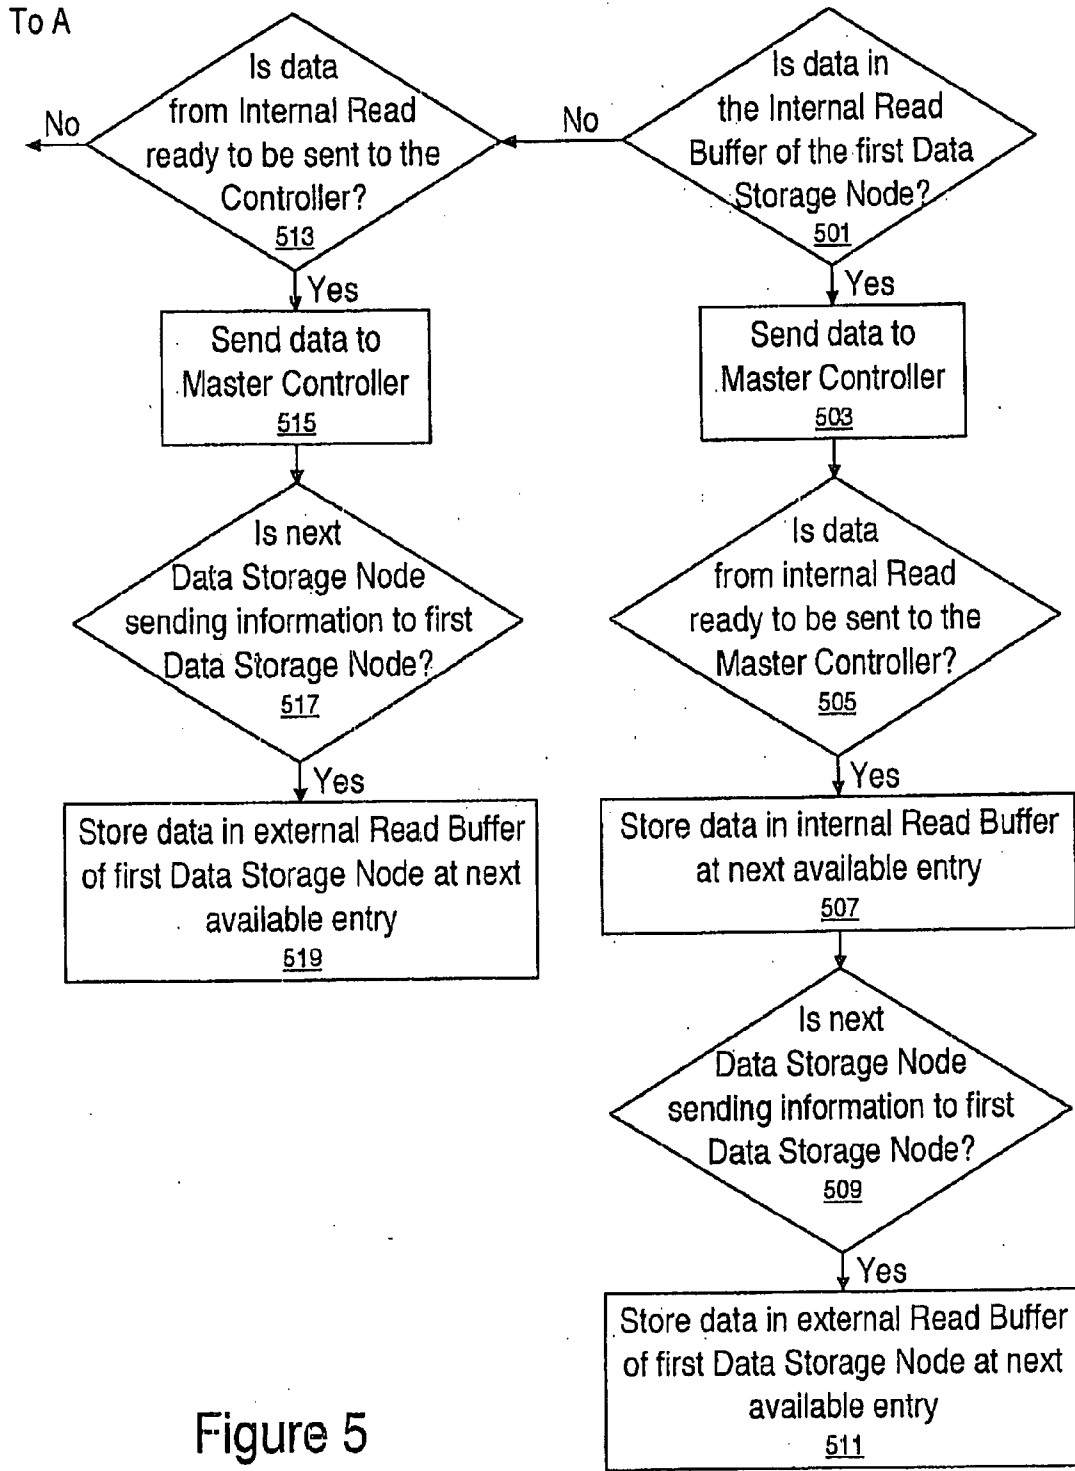 To A
Is data
from Internal Read
ready to be sent to the
Controller?
513
No
No
Is data in
the Internal Read
Buffer of the first Data
Storage Node?
501
Yes
Send data to
Master Controller
515
Yes
Send data to
Master Controller
503
Is next
Data Storage Node
sending information to first
Data Storage Node?
517
Is data
from internal Read
ready to be sent to the
Master Controller?
505
Yes
Store data in external Read Buffer
of first Data Storage Node at next
available entry
519
Yes
Store data in internal Read Buffer
at next available entry
507
Is next
Data Storage Node
sending information to first
Data Storage Node?
509
Yes
Store data in external Read Buffer
of first Data Storage Node at next
available entry
511
Figure 5